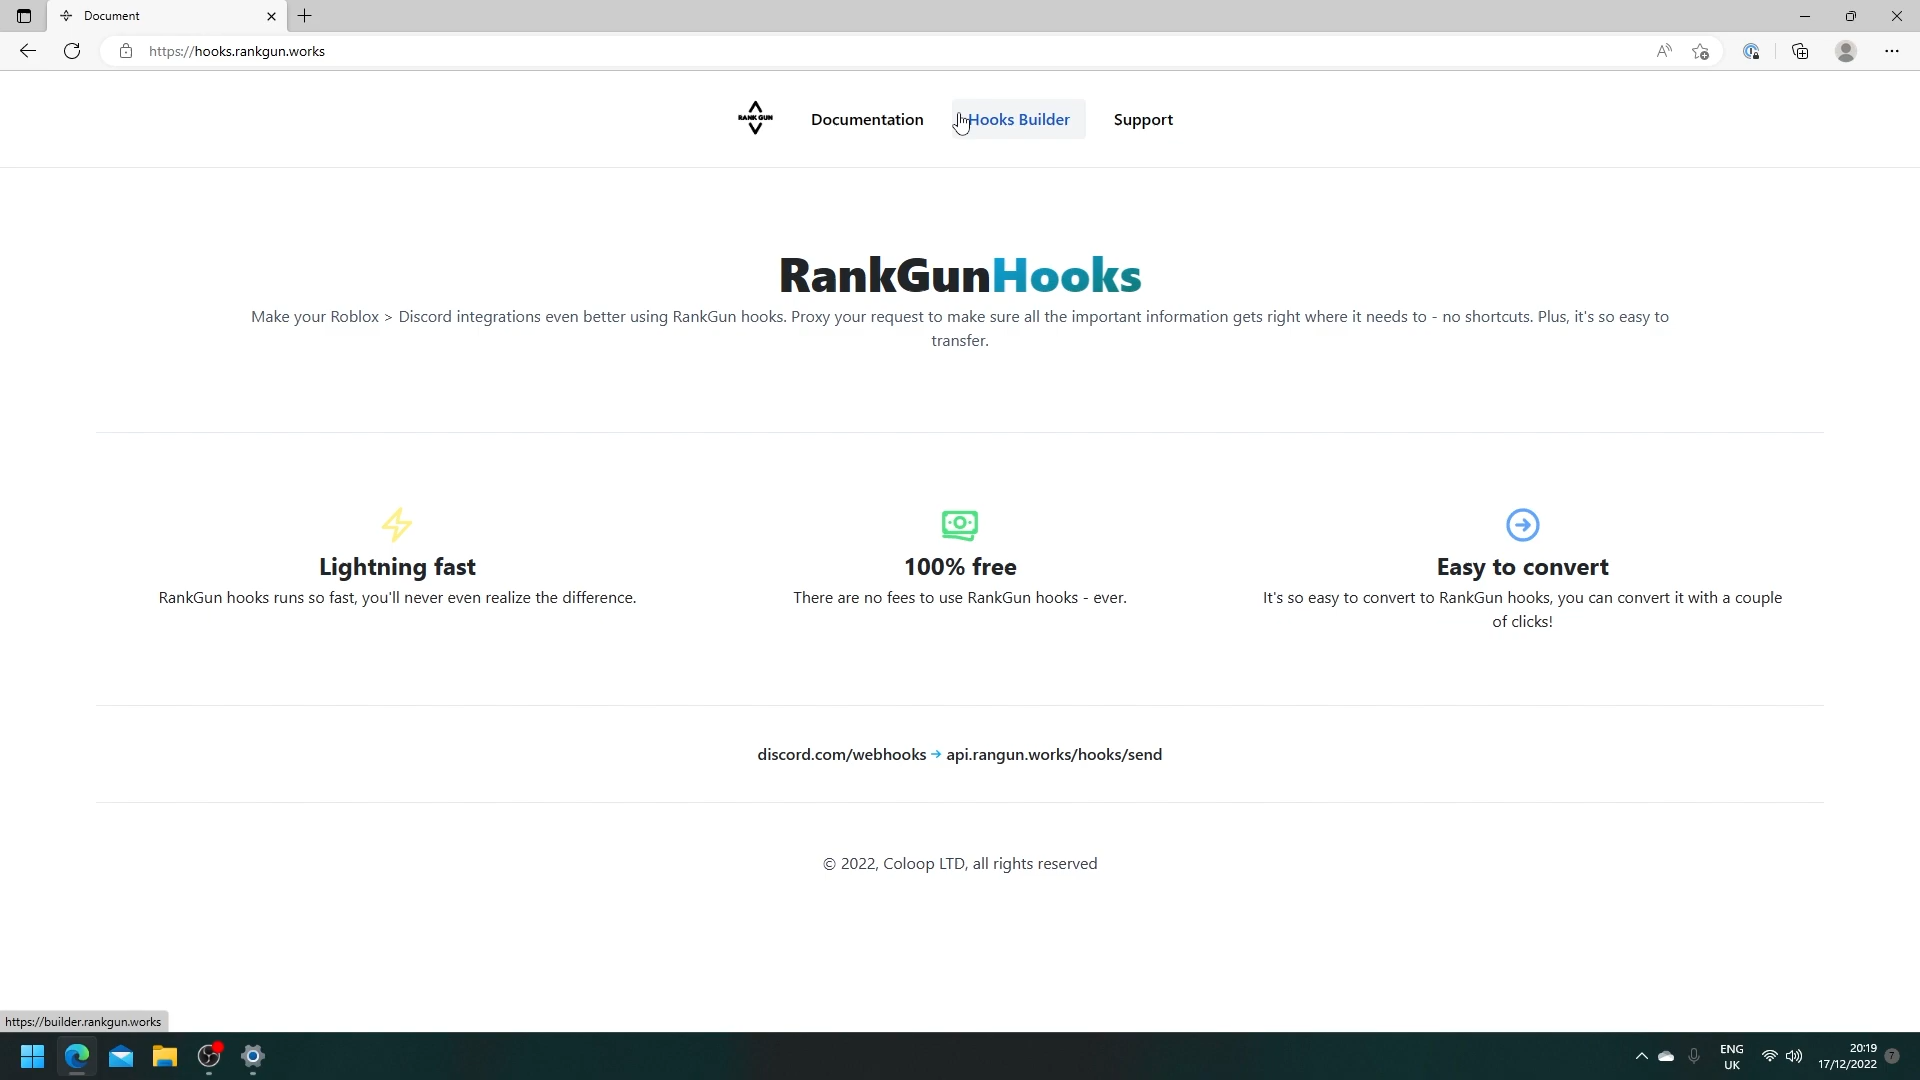 Document
https://hooks.rankgun.works
RANK GUN
Documentation
Hooks Builder
Support
RankGunHooks
Make your Roblox > Discord integrations even better using RankGun hooks. Proxy your request to make sure all the important information gets right where it needs to - no shortcuts. Plus, it's so easy to
transfer.
Lightning fast
RankGun hooks runs so fast, you'll never even realize the difference.
100% free
There are no fees to use RankGun hooks - ever.
Easy to convert
It's so easy to convert to RankGun hooks, you can convert it with a couple
of clicks!
discord.com/webhooks → api.rangun.works/hooks/send
© 2022, Coloop LTD, all rights reserved
https://builder.rankgun.works
ENG
UK
20:19
17/12/2022
7